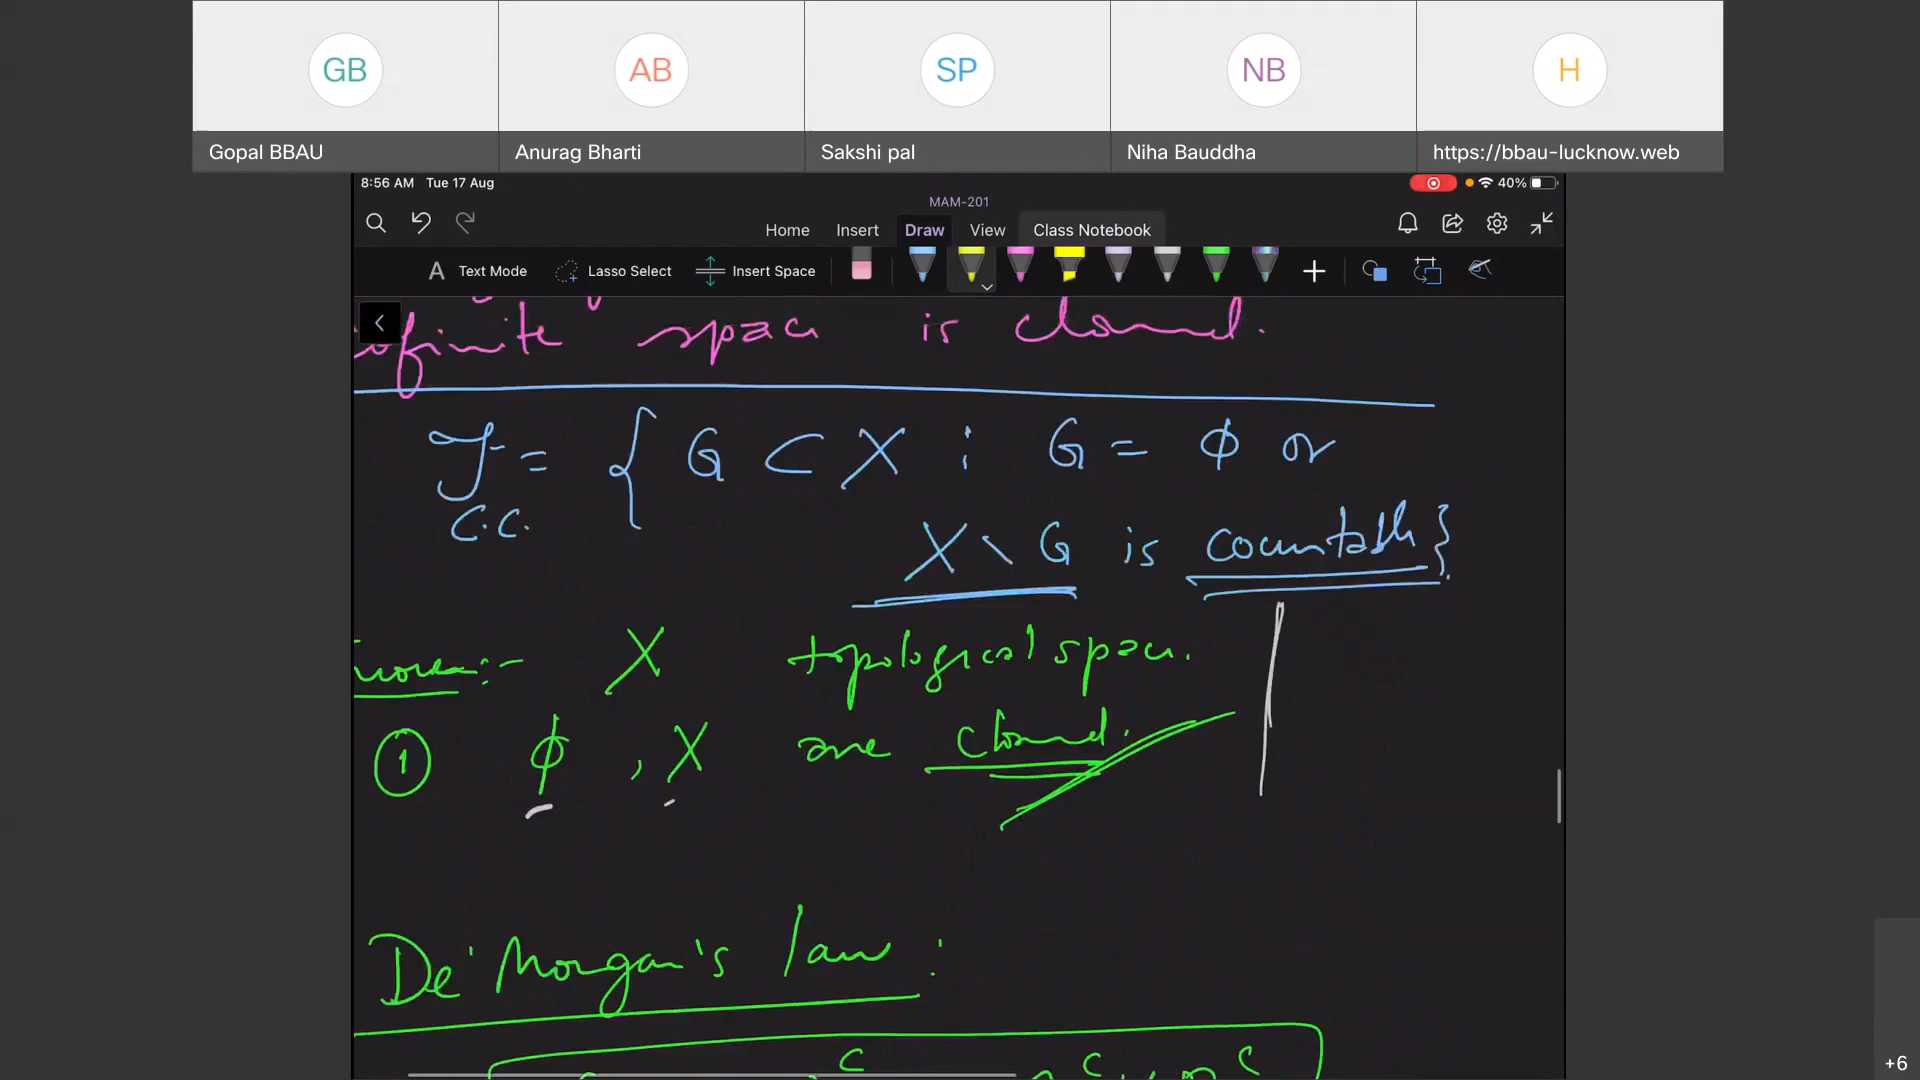 GB AB SP NB H
Gopal BBAU Anurag Bharti Sakshi pal Niha Bauddha https://bbau-lucknow.web
8:56 AM Tue 17 Aug 40%
MAM-201
Home Insert Draw View Class Notebook
A Text Mode Lasso Select Insert Space
ofinite space is closed.
𝒯 = { G ⊂ X : G = ϕ or
C.C.
X \ G is countable }
X topological space.
① ϕ, X are closed.
De'Morgan's law :
c c c
+6